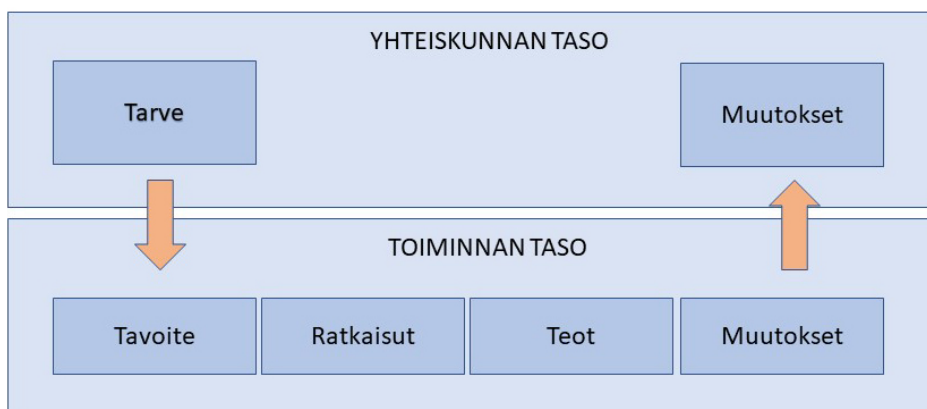 YHTEISKUNNAN TASO
Tarve
Muutokset
TOIMINNAN TASO
Tavoite
Ratkaisut
Teot
Muutokset